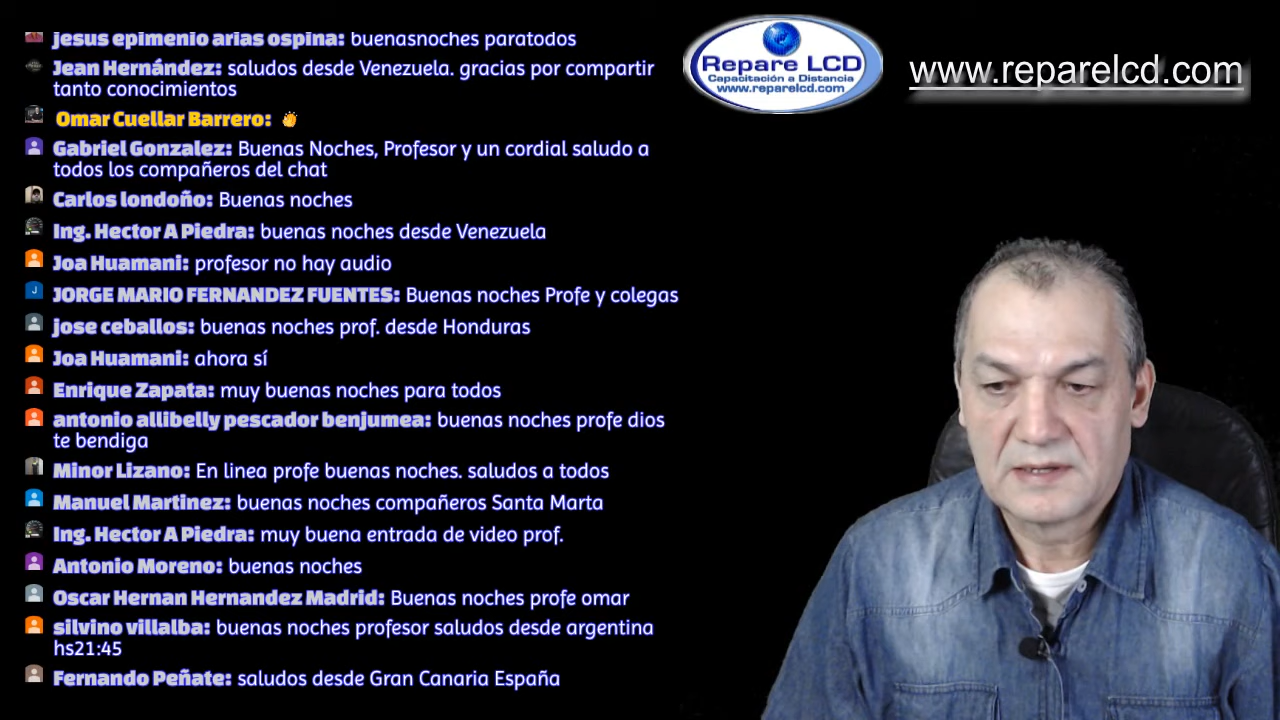 jesus epimenio arias ospina: buenasnoches paratodos
Jean Hernández: saludos desde Venezuela. gracias por compartir
tanto conocimientos
Omar Cuellar Barrero: 👏
Gabriel Gonzalez: Buenas Noches, Profesor y un cordial saludo a
todos los compañeros del chat
Carlos londoño: Buenas noches
Ing. Hector A Piedra: buenas noches desde Venezuela
Joa Huamani: profesor no hay audio
J
JORGE MARIO FERNANDEZ FUENTES: Buenas noches Profe y colegas
jose ceballos: buenas noches prof. desde Honduras
Joa Huamani: ahora sí
Enrique Zapata: muy buenas noches para todos
antonio allibelly pescador benjumea: buenas noches profe dios
te bendiga
Minor Lizano: En linea profe buenas noches. saludos a todos
Manuel Martinez: buenas noches compañeros Santa Marta
Ing. Hector A Piedra: muy buena entrada de video prof.
Antonio Moreno: buenas noches
Oscar Hernan Hernandez Madrid: Buenas noches profe omar
silvino villalba: buenas noches profesor saludos desde argentina
hs21:45
Fernando Peñate: saludos desde Gran Canaria España
Repare LCD
Capacitación a Distancia
www.reparelcd.com
www.reparelcd.com